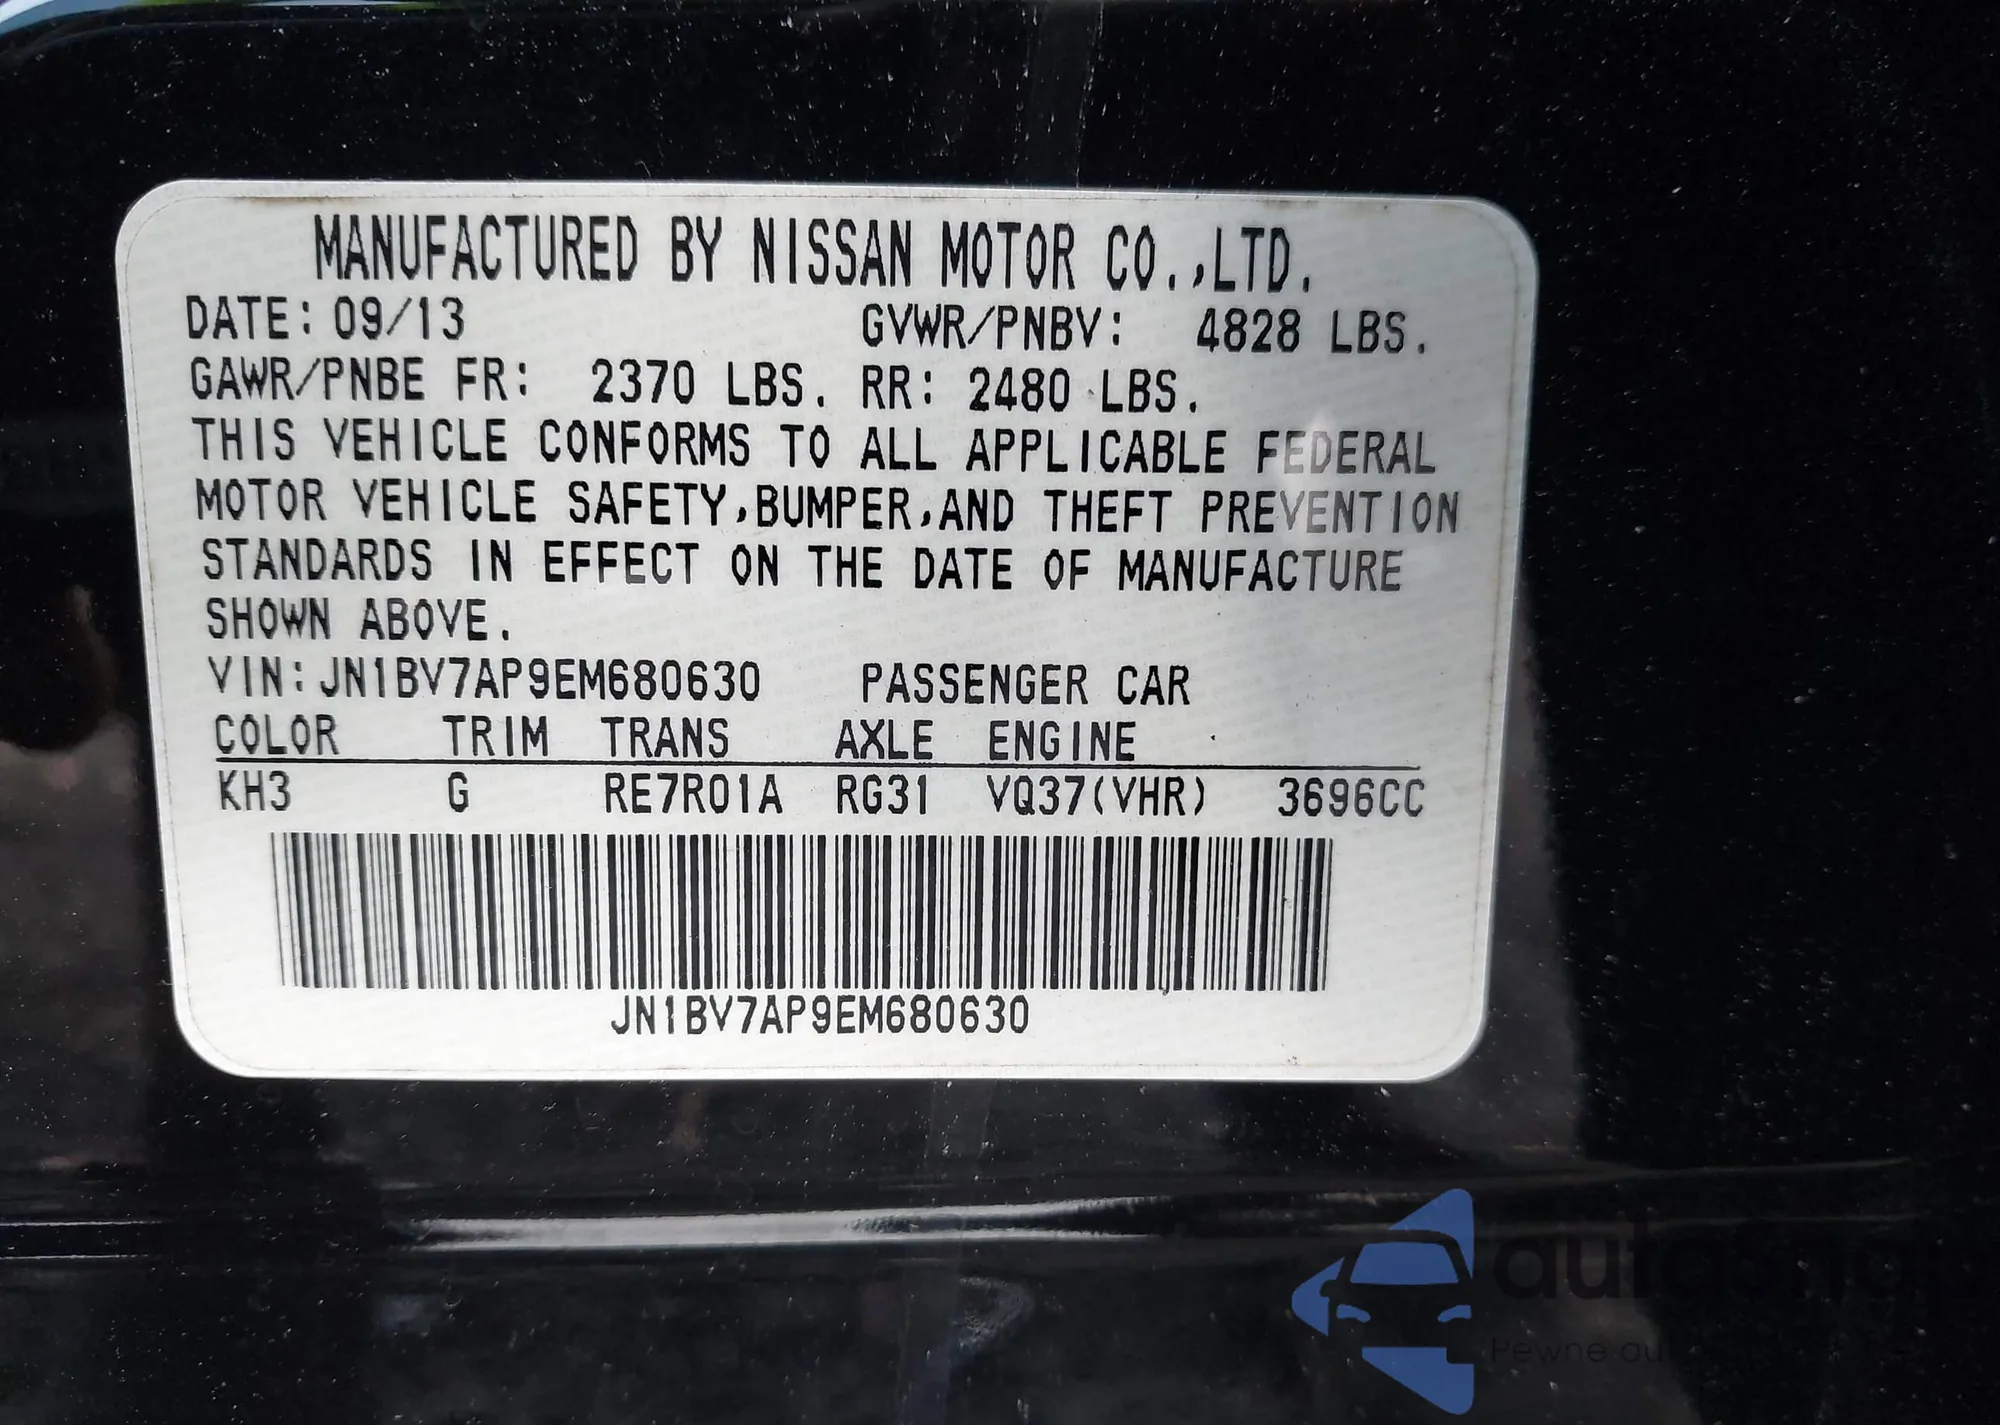 MANUFACTURED BY NISSAN MOTOR CO.,LTD.
DATE: 09/13 GVWR/PNBV: 4828 LBS.
GAWR/PNBE FR: 2370 LBS. RR: 2480 LBS.
THIS VEHICLE CONFORMS TO ALL APPLICABLE FEDERAL
MOTOR VEHICLE SAFETY,BUMPER,AND THEFT PREVENTION
STANDARDS IN EFFECT ON THE DATE OF MANUFACTURE
SHOWN ABOVE.
VIN:JN1BV7AP9EM680630 PASSENGER CAR
COLOR TRIM TRANS AXLE ENGINE
KH3 G RE7R01A RG31 VQ37(VHR) 3696CC
JN1BV7AP9EM680630
autosnap
Pewne